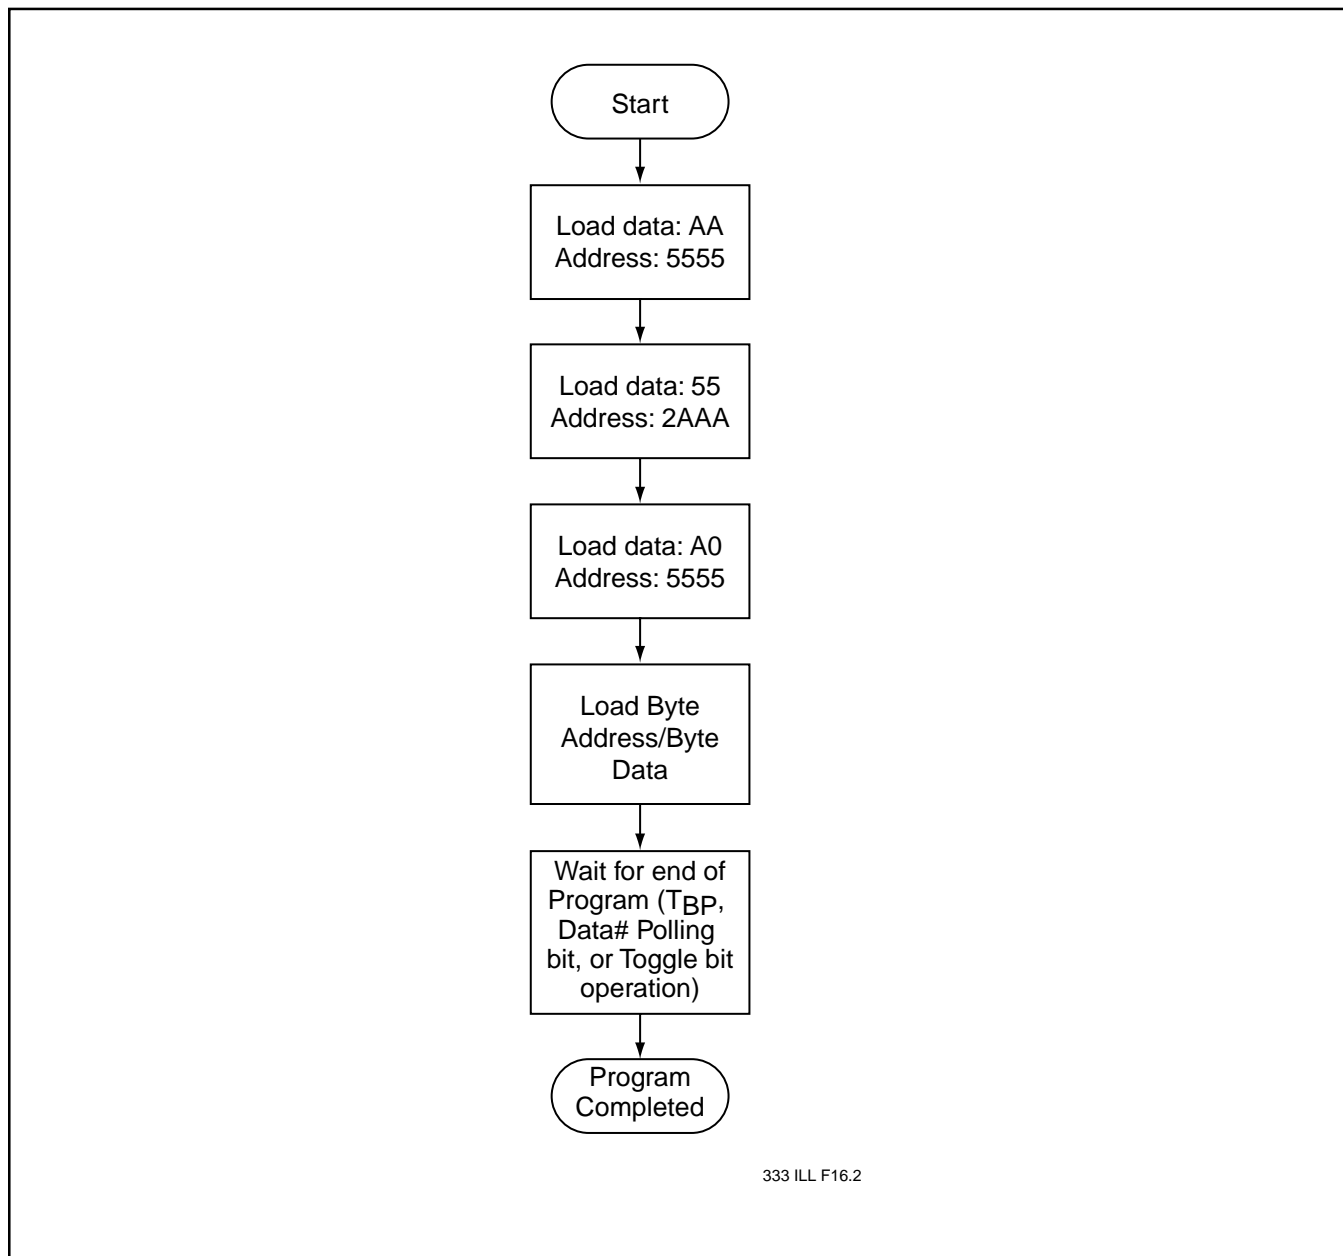 Start
Load data: AA
Address: 5555
Load data: 55
Address: 2AAA
Load data: A0
Address: 5555
Load Byte
Address/Byte
Data
Wait for end of
Program (TBP,
Data# Polling
bit, or Toggle bit
operation)
Program
Completed
333 ILL F16.2